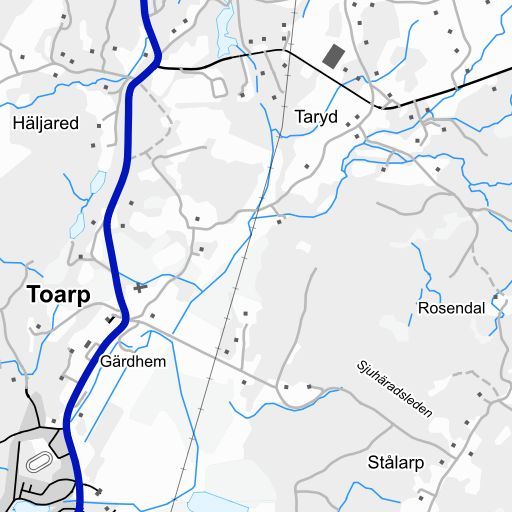 Häljared
Taryd
Toarp
Rosendal
Gärdhem
Sjuhäradsleden
Stålarp